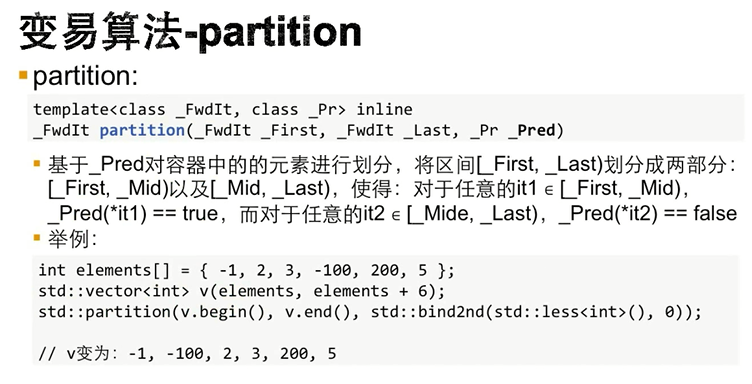 变易算法-partition
partition:
template<class _FwdIt, class _Pr> inline
_FwdIt partition(_FwdIt _First, _FwdIt _Last, _Pr _Pred)
基于_Pred对容器中的的元素进行划分，将区间[_First, _Last)划分成两部分：
[_First, _Mid)以及[_Mid, _Last)，使得：对于任意的it1 ∈ [_First, _Mid)，
_Pred(*it1) == true，而对于任意的it2 ∈ [_Mide, _Last)，_Pred(*it2) == false
举例：
int elements[] = { -1, 2, 3, -100, 200, 5 };
std::vector<int> v(elements, elements + 6);
std::partition(v.begin(), v.end(), std::bind2nd(std::less<int>(), 0));
// v变为：-1, -100, 2, 3, 200, 5